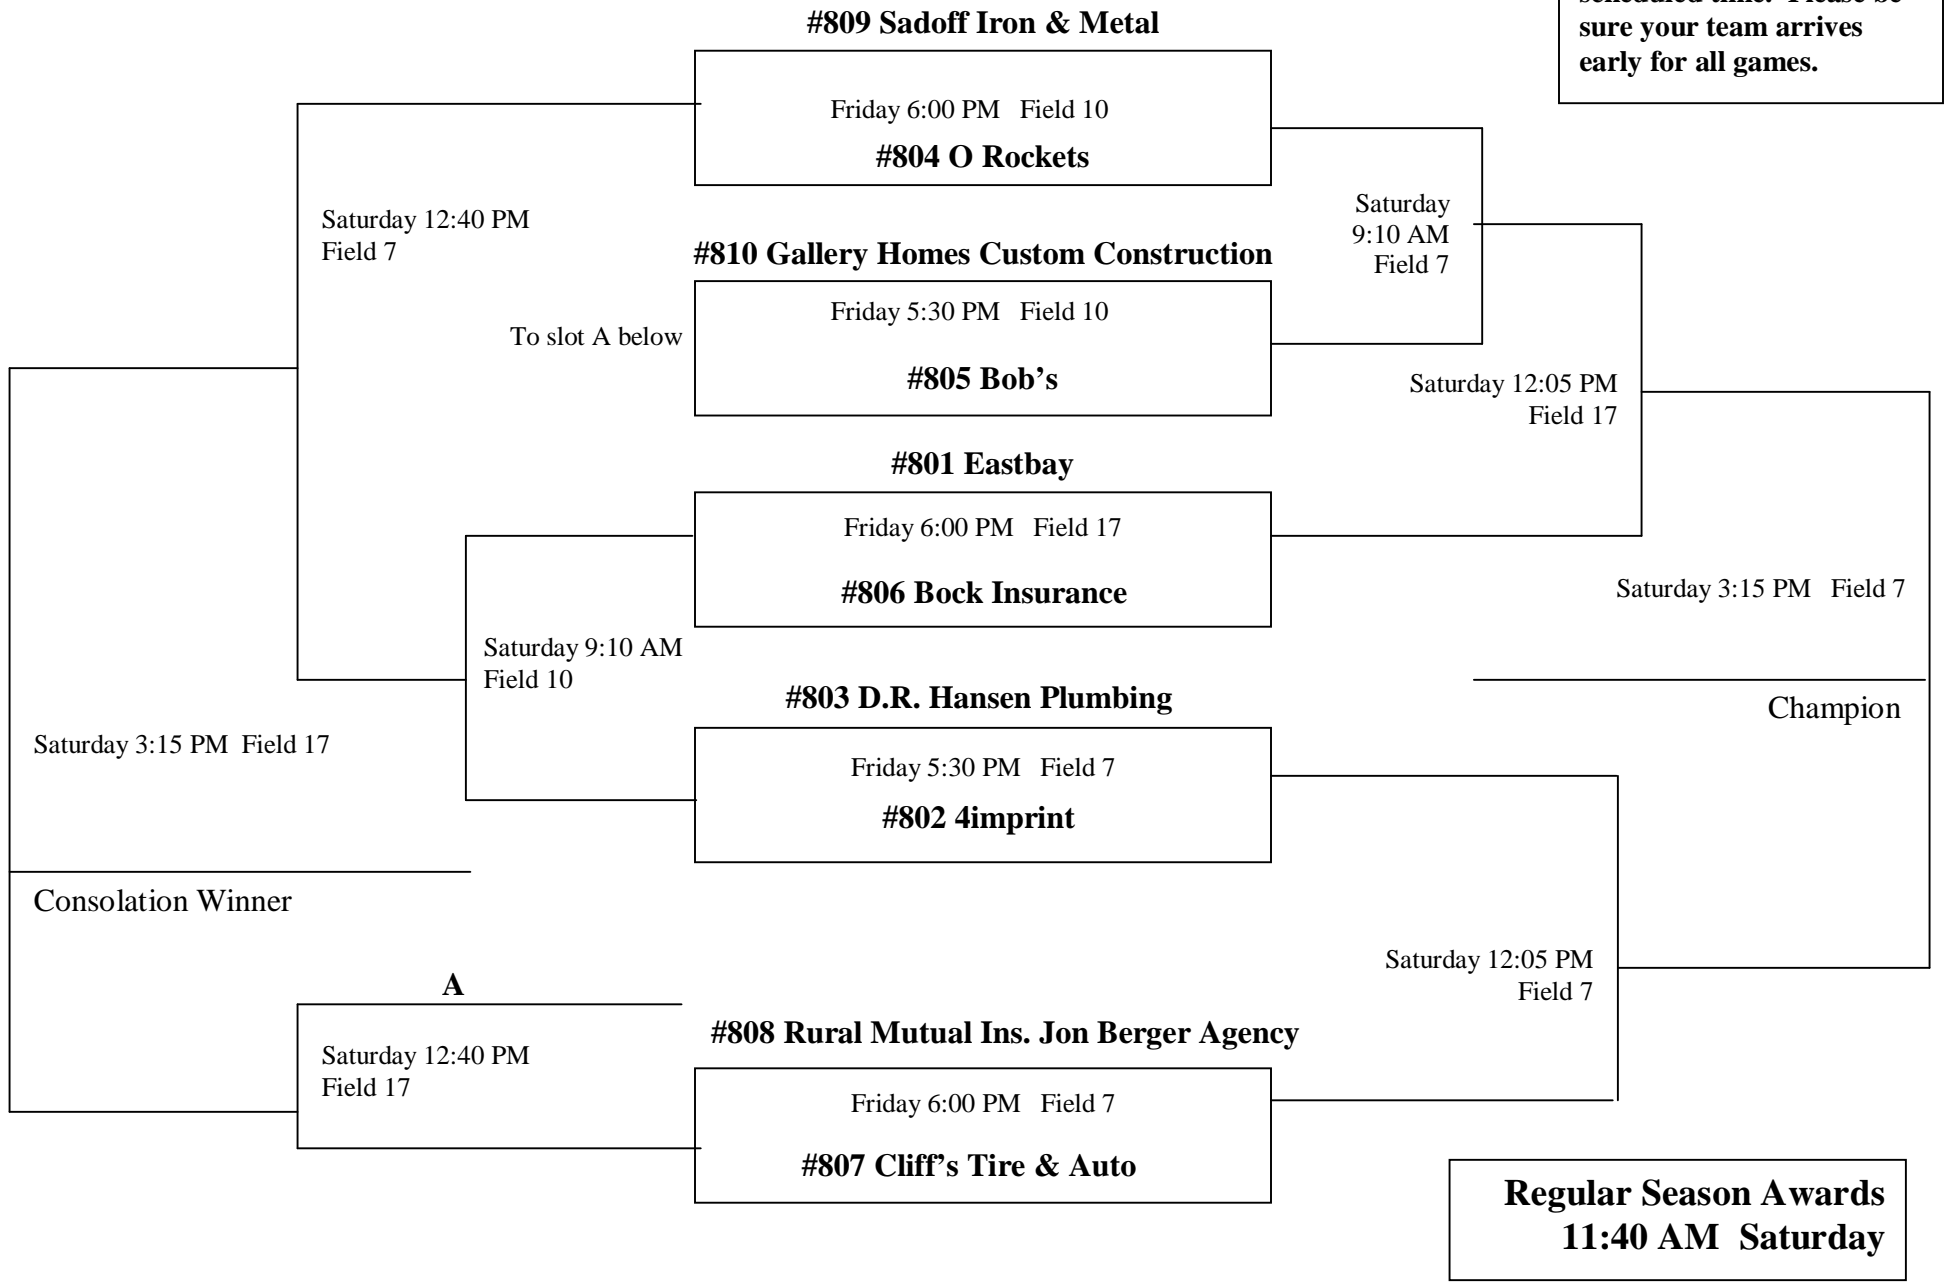 scheduled time. Please be
sure your team arrives
early for all games.
#809 Sadoff Iron & Metal
Friday 6:00 PM Field 10
#804 O Rockets
Saturday 12:40 PM
Field 7
Saturday
9:10 AM
Field 7
#810 Gallery Homes Custom Construction
Friday 5:30 PM Field 10
To slot A below
#805 Bob’s
Saturday 12:05 PM
Field 17
#801 Eastbay
Friday 6:00 PM Field 17
#806 Bock Insurance
Saturday 3:15 PM Field 7
Saturday 9:10 AM
Field 10
#803 D.R. Hansen Plumbing
Champion
Saturday 3:15 PM Field 17
Friday 5:30 PM Field 7
#802 4imprint
Consolation Winner
Saturday 12:05 PM
Field 7
A
#808 Rural Mutual Ins. Jon Berger Agency
Saturday 12:40 PM
Field 17
Friday 6:00 PM Field 7
#807 Cliff’s Tire & Auto
Regular Season Awards
11:40 AM Saturday